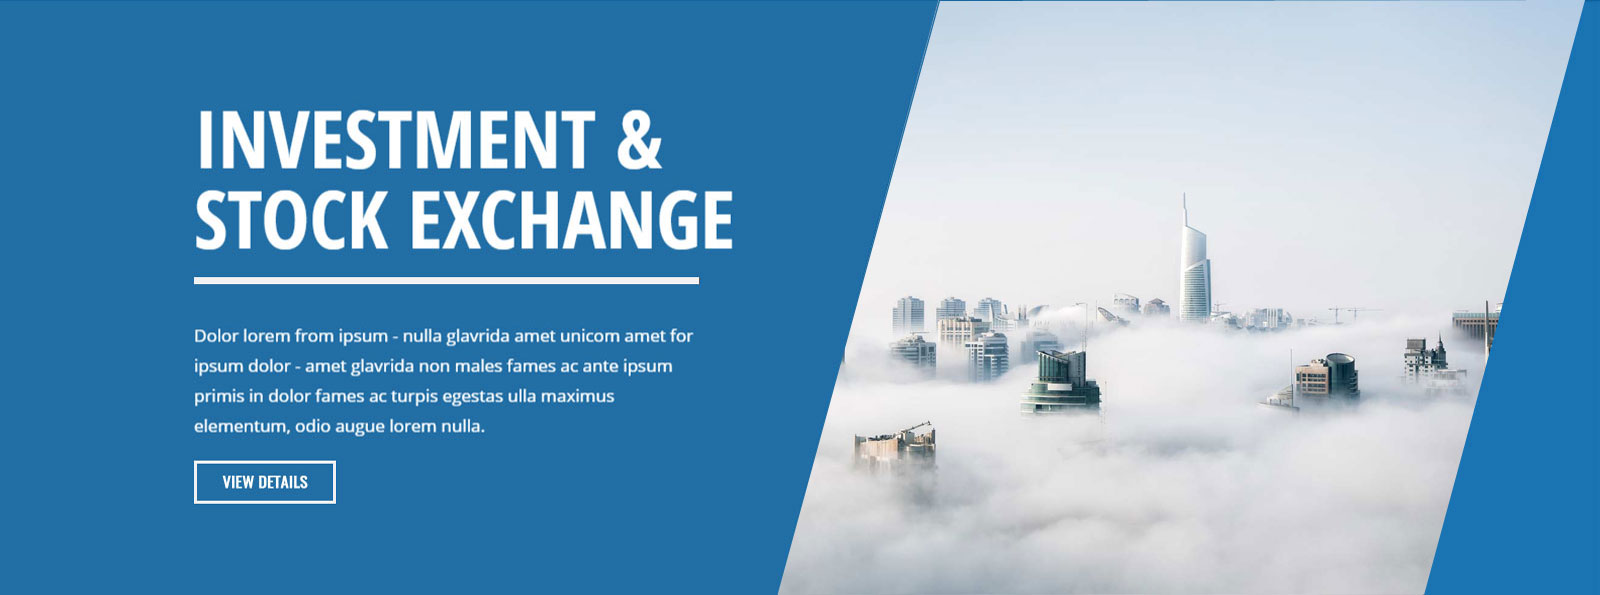 INVESTMENT &
STOCK EXCHANGE
Dolor lorem from ipsum - nulla glavrida amet unicom amet for
ipsum dolor - amet glavrida non males fames ac ante ipsum
primis in dolor fames ac turpis egestas ulla maximus
elementum, odio augue lorem nulla.
VIEW DETAILS